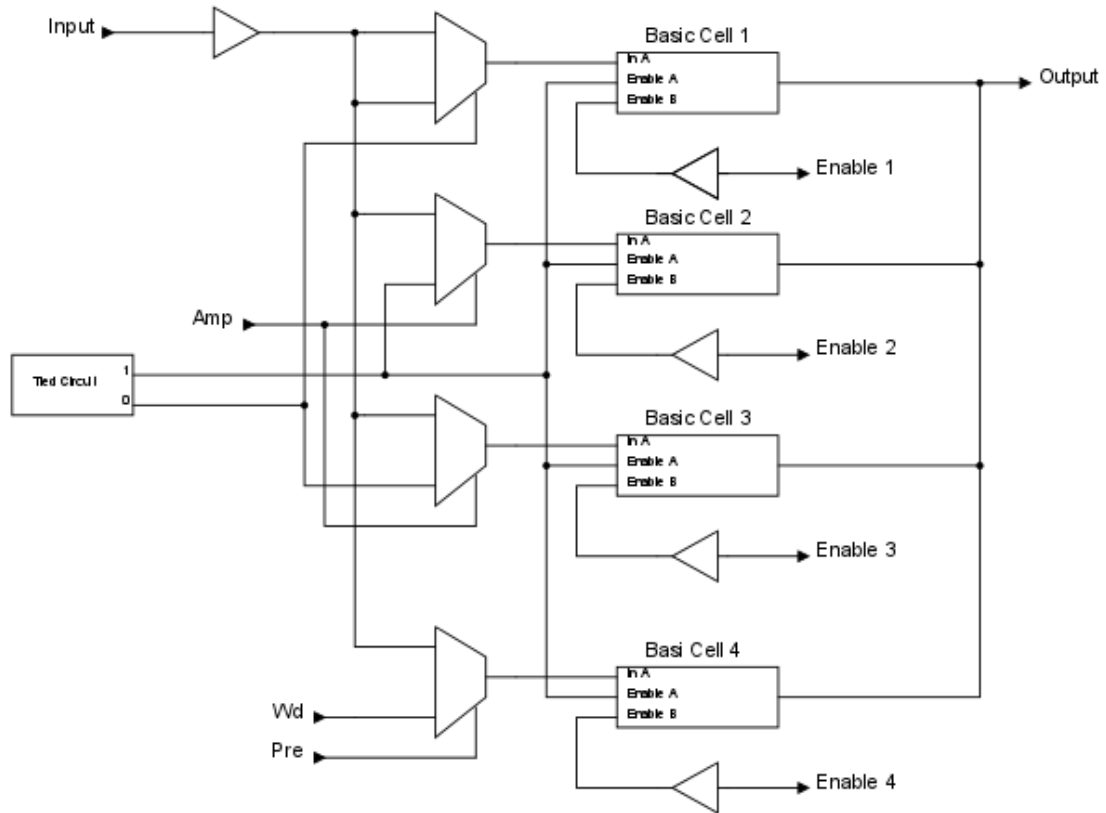 Input
Basic Cell 1
In A
Enable A
Enable B
Output
Enable 1
Basic Cell 2
In A
Enable A
Enable B
Amp
Enable 2
Tied Circuit
1
0
Basic Cell 3
In A
Enable A
Enable B
Enable 3
Basi Cell 4
In A
Enable A
Enable B
Wd
Pre
Enable 4